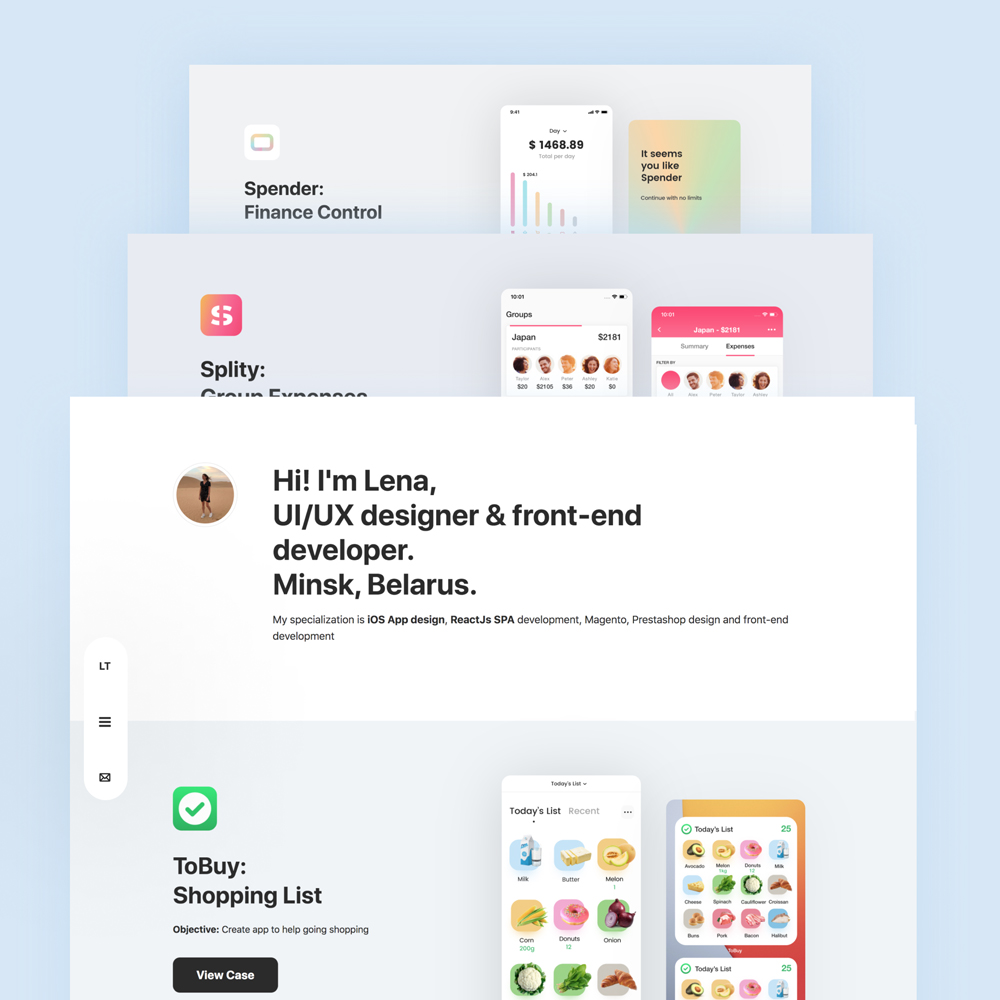 9:41
Day
$ 1468.89
Total per day
$ 204.1
It seems
you like
Spender
Continue with no limits
Spender:
Finance Control
10:01
Groups
Japan $2181
PARTICIPANTS
Taylor Alex Peter Ashley Katie
$20 $2105 $36 $20 $0
10:01
Japan - $2181
Summary Expenses
FILTER BY
All Alex Peter Taylor Ashley
Splity:
Group Expenses
Hi! I'm Lena,
UI/UX designer & front-end
developer.
Minsk, Belarus.
My specialization is iOS App design, ReactJs SPA development, Magento, Prestashop design and front-end
development
LT
ToBuy:
Shopping List
Objective: Create app to help going shopping
View Case
Today's List
Today's List Recent
Milk Butter Melon
1
Corn Donuts Onion
200g 12
Today's List 25
Avocado Melon Donuts Milk
1kg 12
Cheese Spinach Cauliflower Croissan
Buns Pork Bacon Halibut
ToBuy
Today's List 25